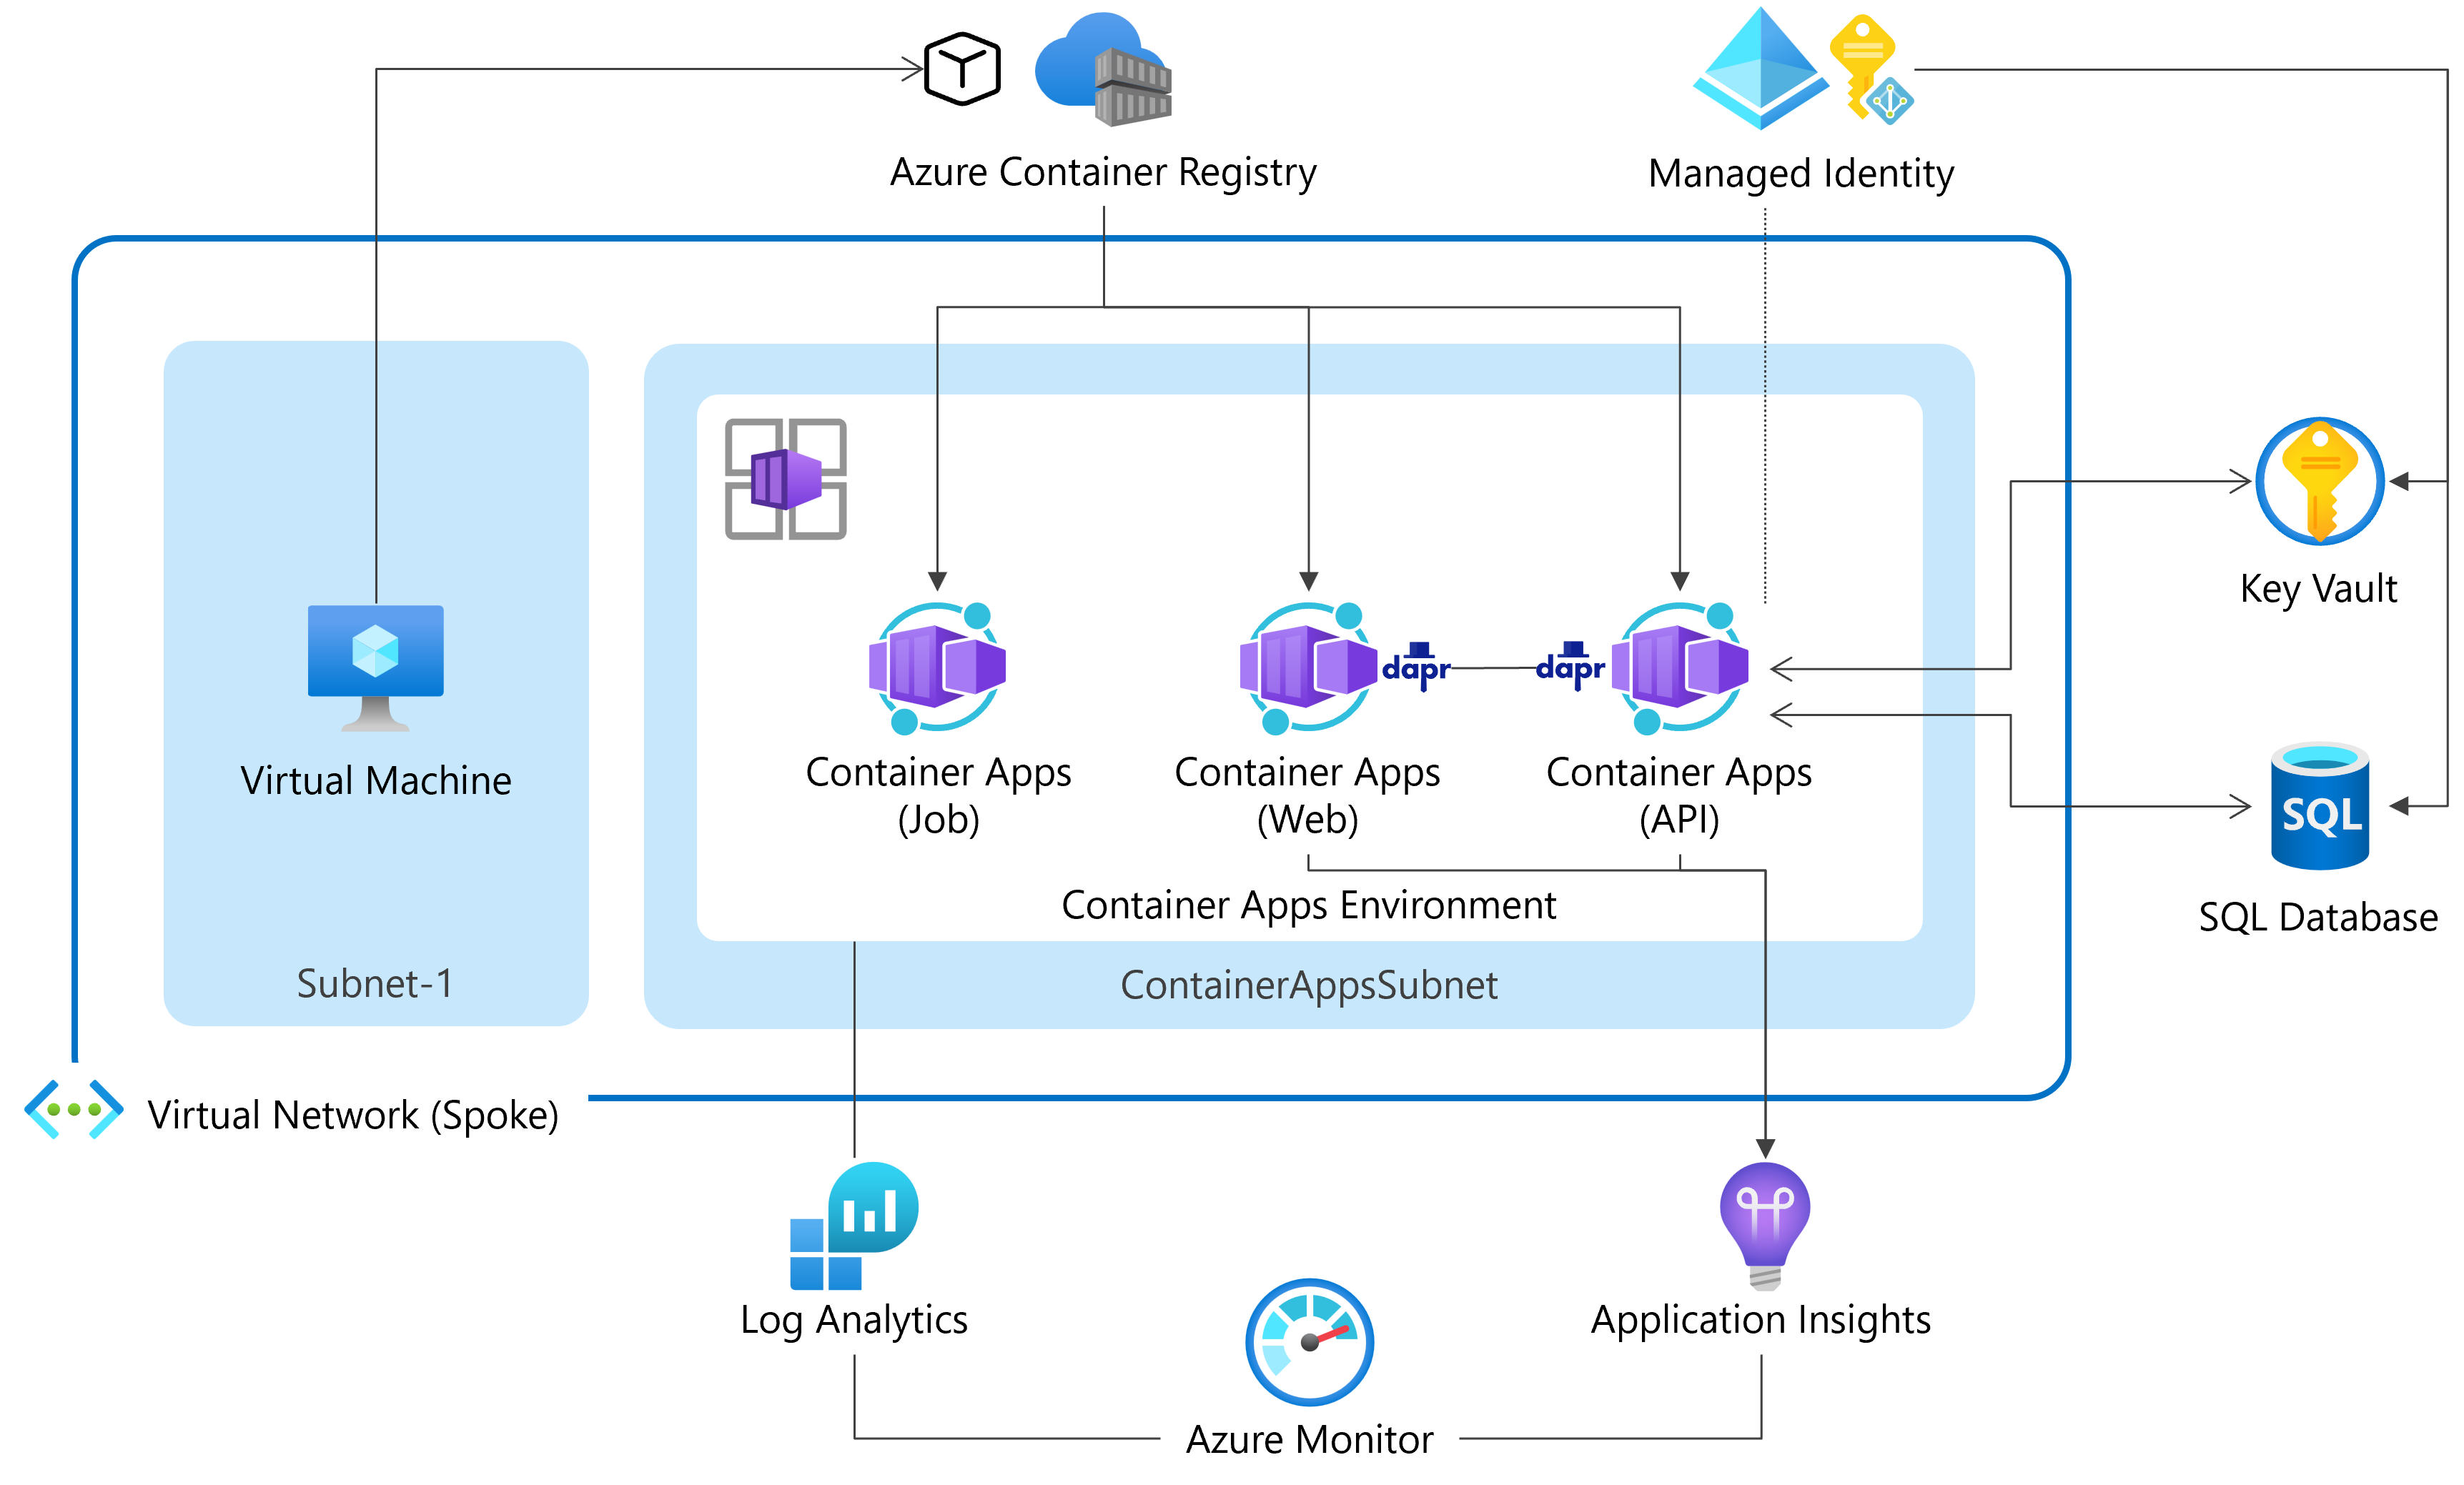 Azure Container Registry
Managed Identity
Key Vault
dapr
dapr
Virtual Machine
Container Apps
(Job)
Container Apps
(Web)
Container Apps
(API)
SQL
SQL Database
Container Apps Environment
Subnet-1
ContainerAppsSubnet
Virtual Network (Spoke)
Log Analytics
Application Insights
Azure Monitor